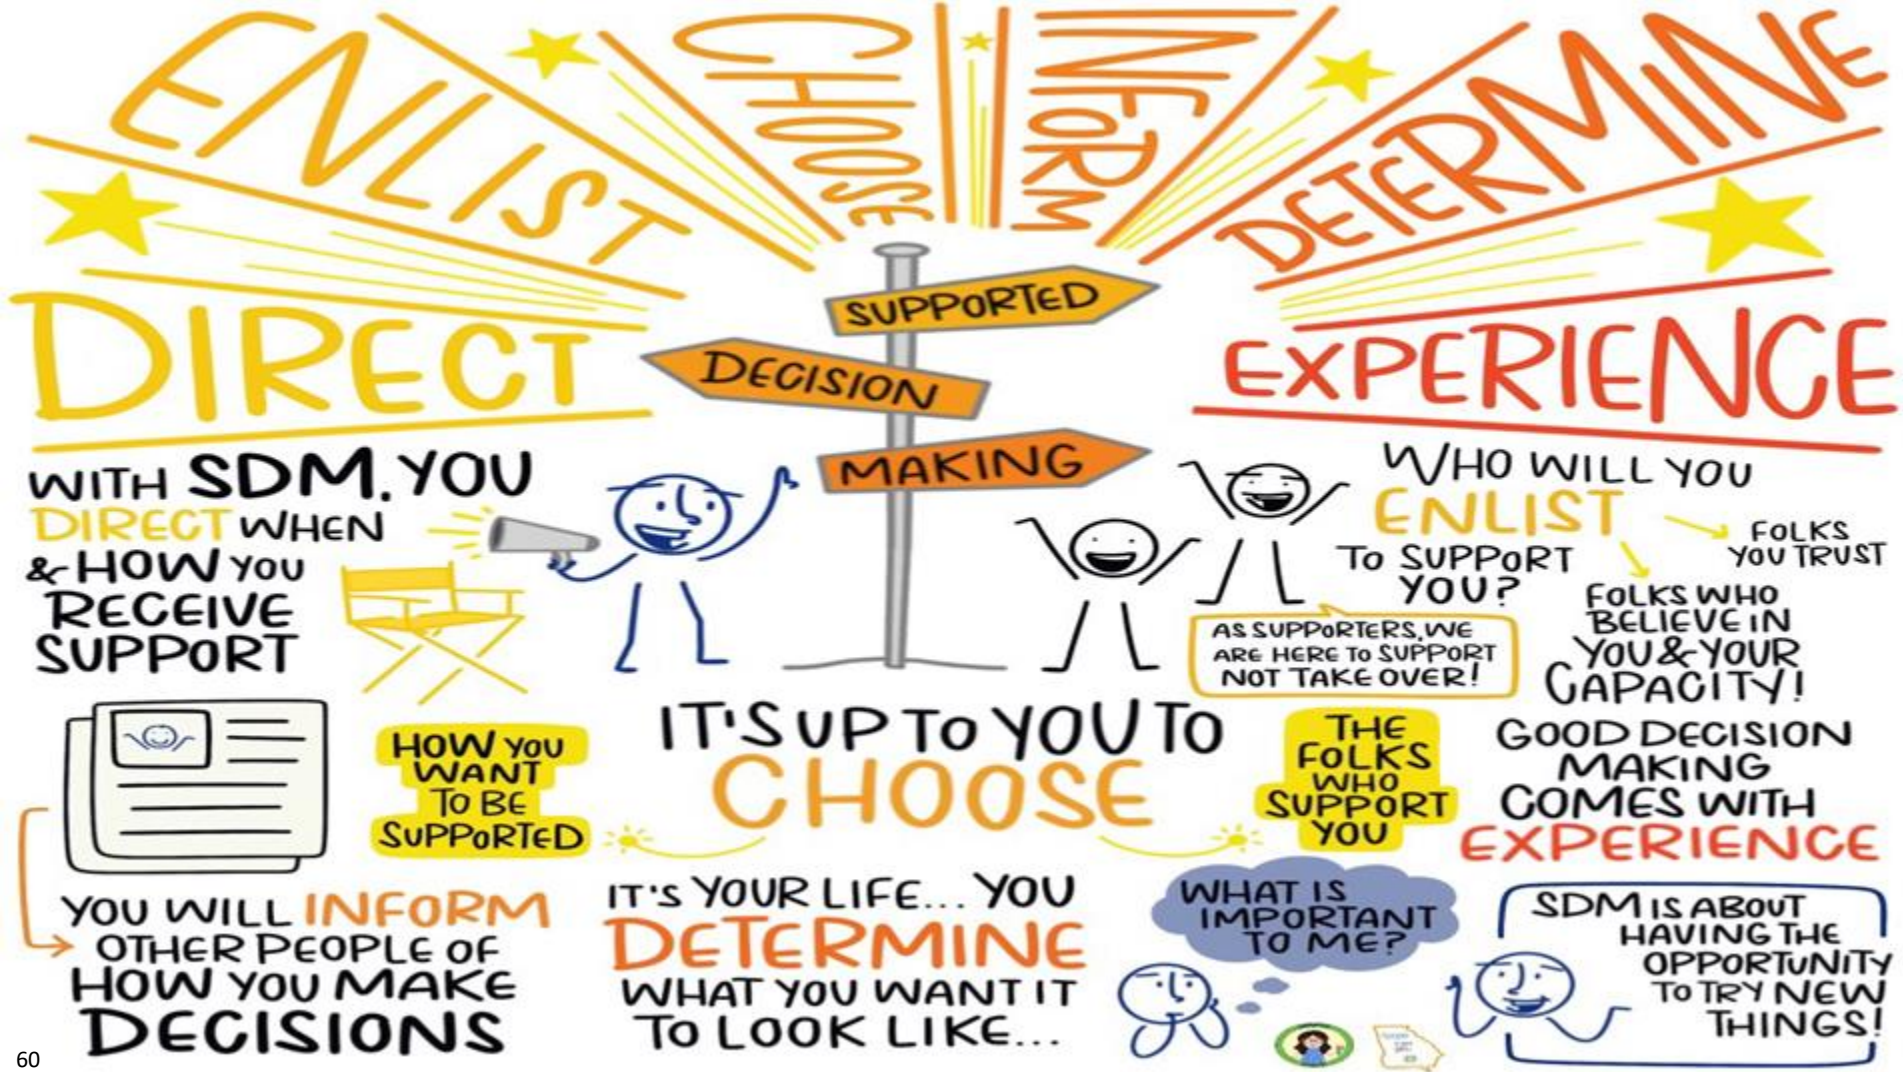 ENLIST
CHOOSE
INFORM
DETERMINE
DIRECT
EXPERIENCE
SUPPORTED
DECISION
MAKING
WITH SDM, YOU
DIRECT WHEN
& HOW YOU
RECEIVE
SUPPORT
WHO WILL YOU
ENLIST
TO SUPPORT
YOU?
FOLKS
YOU TRUST
FOLKS WHO
BELIEVE IN
YOU & YOUR
CAPACITY!
AS SUPPORTERS, WE
ARE HERE TO SUPPORT
NOT TAKE OVER!
IT'S UP TO YOU TO
CHOOSE
HOW YOU
WANT
TO BE
SUPPORTED
THE
FOLKS
WHO
SUPPORT
YOU
GOOD DECISION
MAKING
COMES WITH
EXPERIENCE
YOU WILL INFORM
OTHER PEOPLE OF
HOW YOU MAKE
DECISIONS
IT'S YOUR LIFE... YOU
DETERMINE
WHAT YOU WANT IT
TO LOOK LIKE...
WHAT IS
IMPORTANT
TO ME?
SDM IS ABOUT
HAVING THE
OPPORTUNITY
TO TRY NEW
THINGS!
60